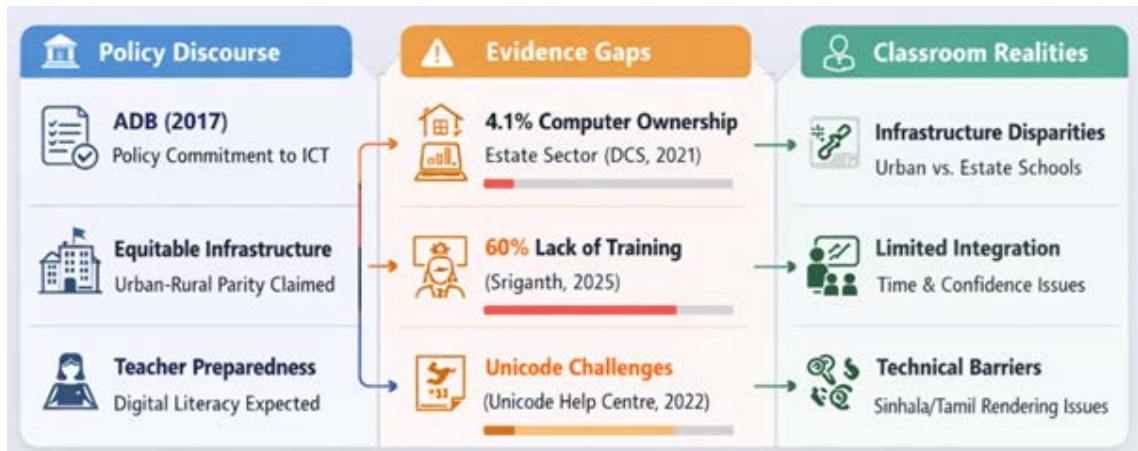 Policy Discourse
ADB (2017)
Policy Commitment to ICT
Equitable Infrastructure
Urban-Rural Parity Claimed
Teacher Preparedness
Digital Literacy Expected
Evidence Gaps
4.1% Computer Ownership
Estate Sector (DCS, 2021)
60% Lack of Training
(Sriganth, 2025)
Unicode Challenges
(Unicode Help Centre, 2022)
Classroom Realities
Infrastructure Disparities
Urban vs. Estate Schools
Limited Integration
Time & Confidence Issues
Technical Barriers
Sinhala/Tamil Rendering Issues